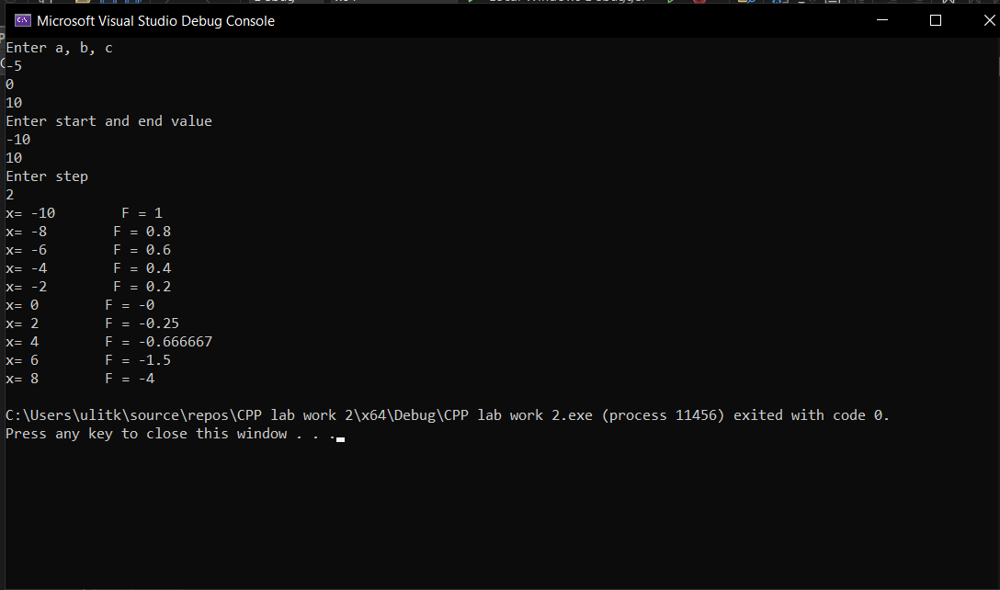 Microsoft Visual Studio Debug Console
Enter a, b, c
-5
0
10
Enter start and end value
-10
10
Enter step
2
x= -10        F = 1
x= -8        F = 0.8
x= -6        F = 0.6
x= -4        F = 0.4
x= -2        F = 0.2
x= 0        F = -0
x= 2        F = -0.25
x= 4        F = -0.666667
x= 6        F = -1.5
x= 8        F = -4
C:\Users\ulitk\source\repos\CPP lab work 2\x64\Debug\CPP lab work 2.exe (process 11456) exited with code 0.
Press any key to close this window . . .